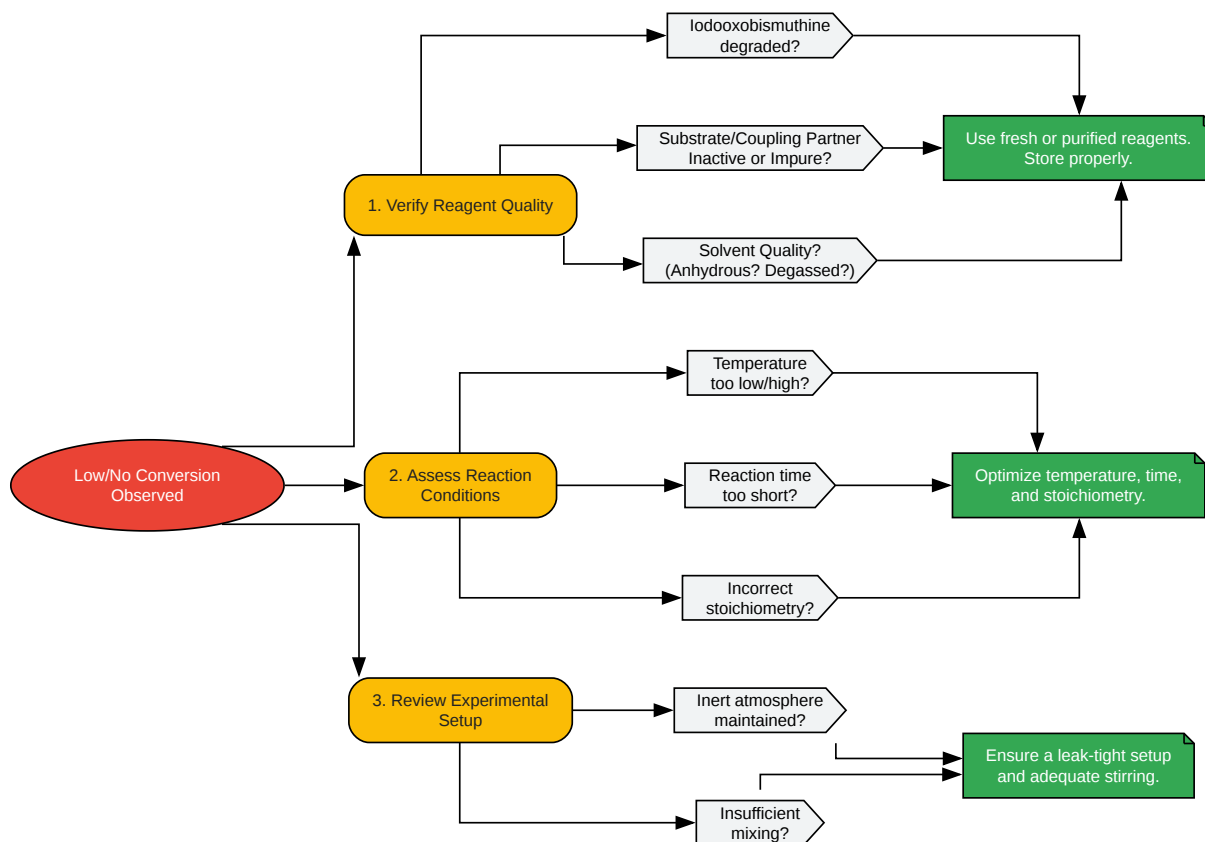 Iodooxobismuthine
degraded?
Substrate/Coupling Partner
Inactive or Impure?
Use fresh or purified reagents.
Store properly.
1. Verify Reagent Quality
Solvent Quality?
(Anhydrous? Degassed?)
Temperature
too low/high?
Low/No Conversion
Observed
2. Assess Reaction
Conditions
Reaction time
too short?
Optimize temperature, time,
and stoichiometry.
Incorrect
stoichiometry?
3. Review Experimental
Setup
Inert atmosphere
maintained?
Ensure a leak-tight setup
and adequate stirring.
Insufficient
mixing?